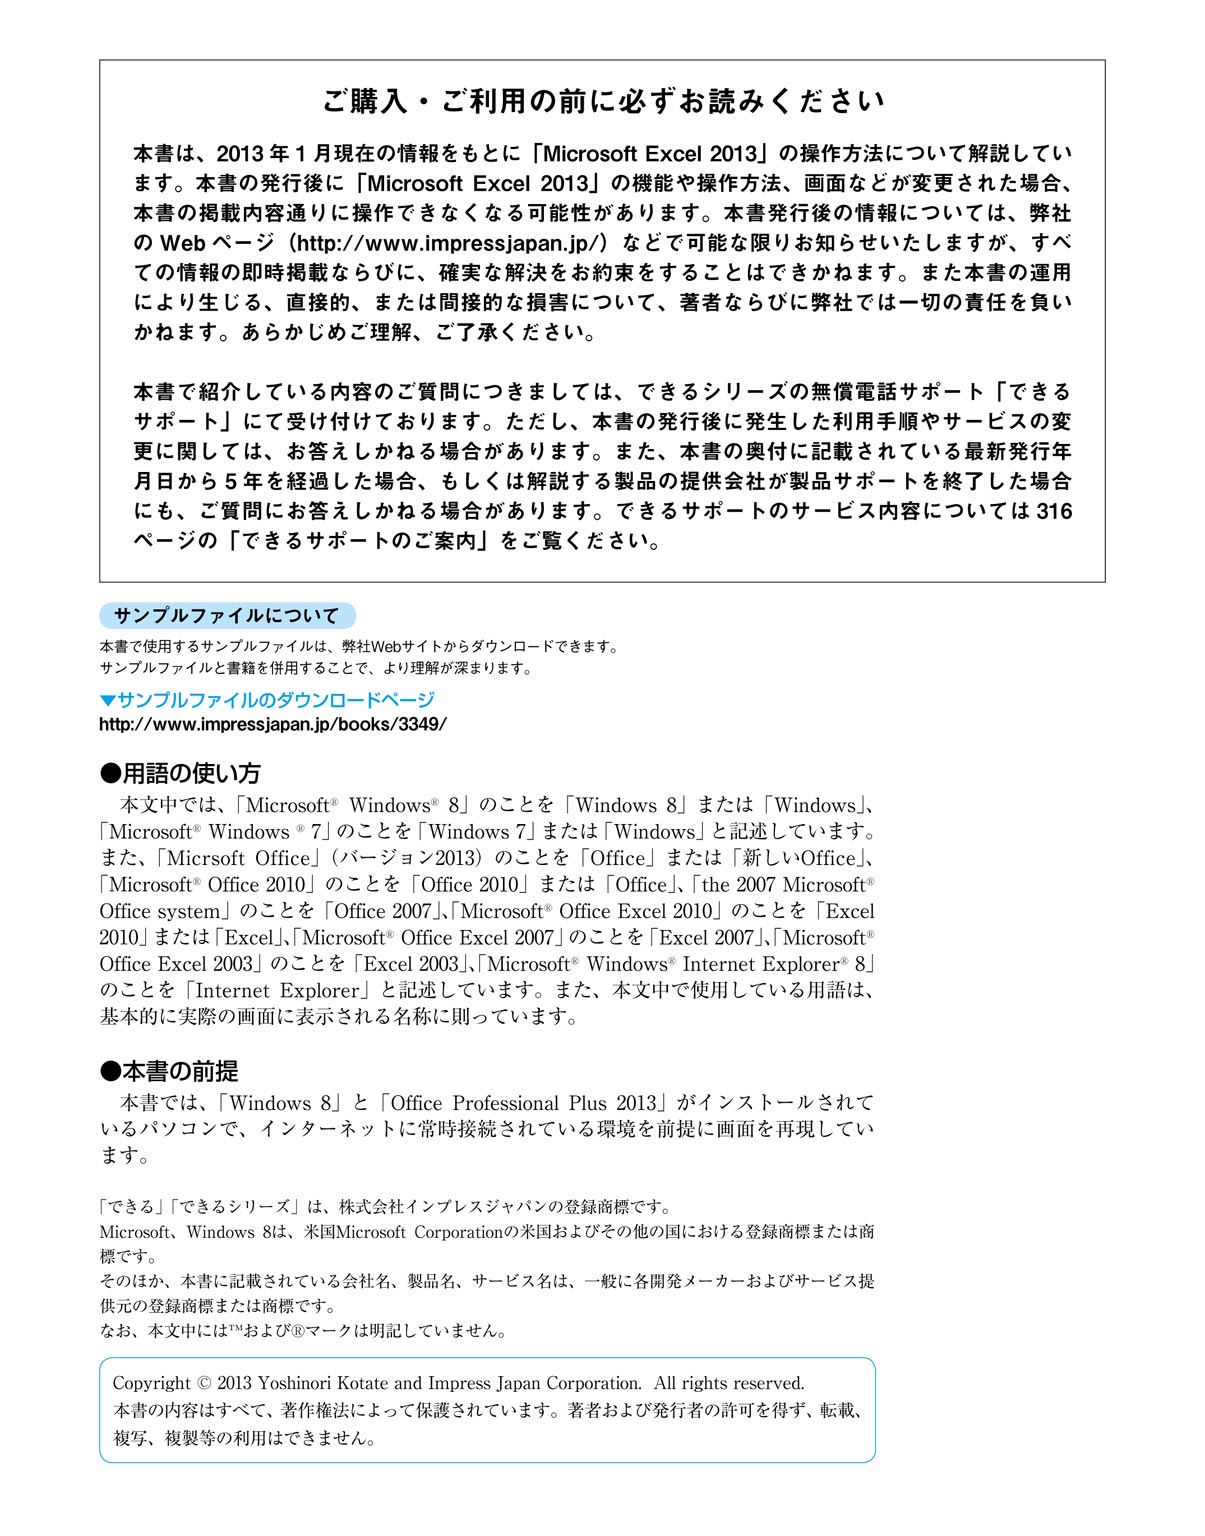 ご購入・ご利用の前に必ずお読みください
本書は、2013 年 1 月現在の情報をもとに「Microsoft Excel 2013」の操作方法について解説してい
ます。本書の発行後に「Microsoft Excel 2013」の機能や操作方法、画面などが変更された場合、
本書の掲載内容通りに操作できなくなる可能性があります。本書発行後の情報については、弊社
の Web ページ（http://www.impressjapan.jp/）などで可能な限りお知らせいたしますが、すべ
ての情報の即時掲載ならびに、確実な解決をお約束をすることはできかねます。また本書の運用
により生じる、直接的、または間接的な損害について、著者ならびに弊社では一切の責任を負い
かねます。あらかじめご理解、ご了承ください。
本書で紹介している内容のご質問につきましては、できるシリーズの無償電話サポート「できる
サポート」にて受け付けております。ただし、本書の発行後に発生した利用手順やサービスの変
更に関しては、お答えしかねる場合があります。また、本書の奥付に記載されている最新発行年
月日から 5 年を経過した場合、もしくは解説する製品の提供会社が製品サポートを終了した場合
にも、ご質問にお答えしかねる場合があります。できるサポートのサービス内容については 316
ページの「できるサポートのご案内」をご覧ください。
サンプルファイルについて
本書で使用するサンプルファイルは、弊社Webサイトからダウンロードできます。
サンプルファイルと書籍を併用することで、より理解が深まります。
▼サンプルファイルのダウンロードページ
http://www.impressjapan.jp/books/3349/
●用語の使い方
本文中では、「Microsoft® Windows® 8」のことを「Windows 8」または「Windows」、
「Microsoft® Windows ® 7」のことを「Windows 7」または「Windows」と記述しています。
また、「Micrsoft Office」（バージョン2013）のことを「Office」または「新しいOffice」、
「Microsoft® Office 2010」のことを「Office 2010」または「Office」、「the 2007 Microsoft®
Office system」のことを「Office 2007」、「Microsoft® Office Excel 2010」のことを「Excel
2010」または「Excel」、「Microsoft® Office Excel 2007」のことを「Excel 2007」、「Microsoft®
Office Excel 2003」のことを「Excel 2003」、「Microsoft® Windows® Internet Explorer® 8」
のことを「Internet Explorer」と記述しています。また、本文中で使用している用語は、
基本的に実際の画面に表示される名称に則っています。
●本書の前提
本書では、「Windows 8」と「Office Professional Plus 2013」がインストールされて
いるパソコンで、インターネットに常時接続されている環境を前提に画面を再現してい
ます。
「できる」「できるシリーズ」は、株式会社インプレスジャパンの登録商標です。
Microsoft、Windows 8は、米国Microsoft Corporationの米国およびその他の国における登録商標または商
標です。
そのほか、本書に記載されている会社名、製品名、サービス名は、一般に各開発メーカーおよびサービス提
供元の登録商標または商標です。
なお、本文中には™および®マークは明記していません。
Copyright © 2013 Yoshinori Kotate and Impress Japan Corporation. All rights reserved.
本書の内容はすべて、著作権法によって保護されています。著者および発行者の許可を得ず、転載、
複写、複製等の利用はできません。